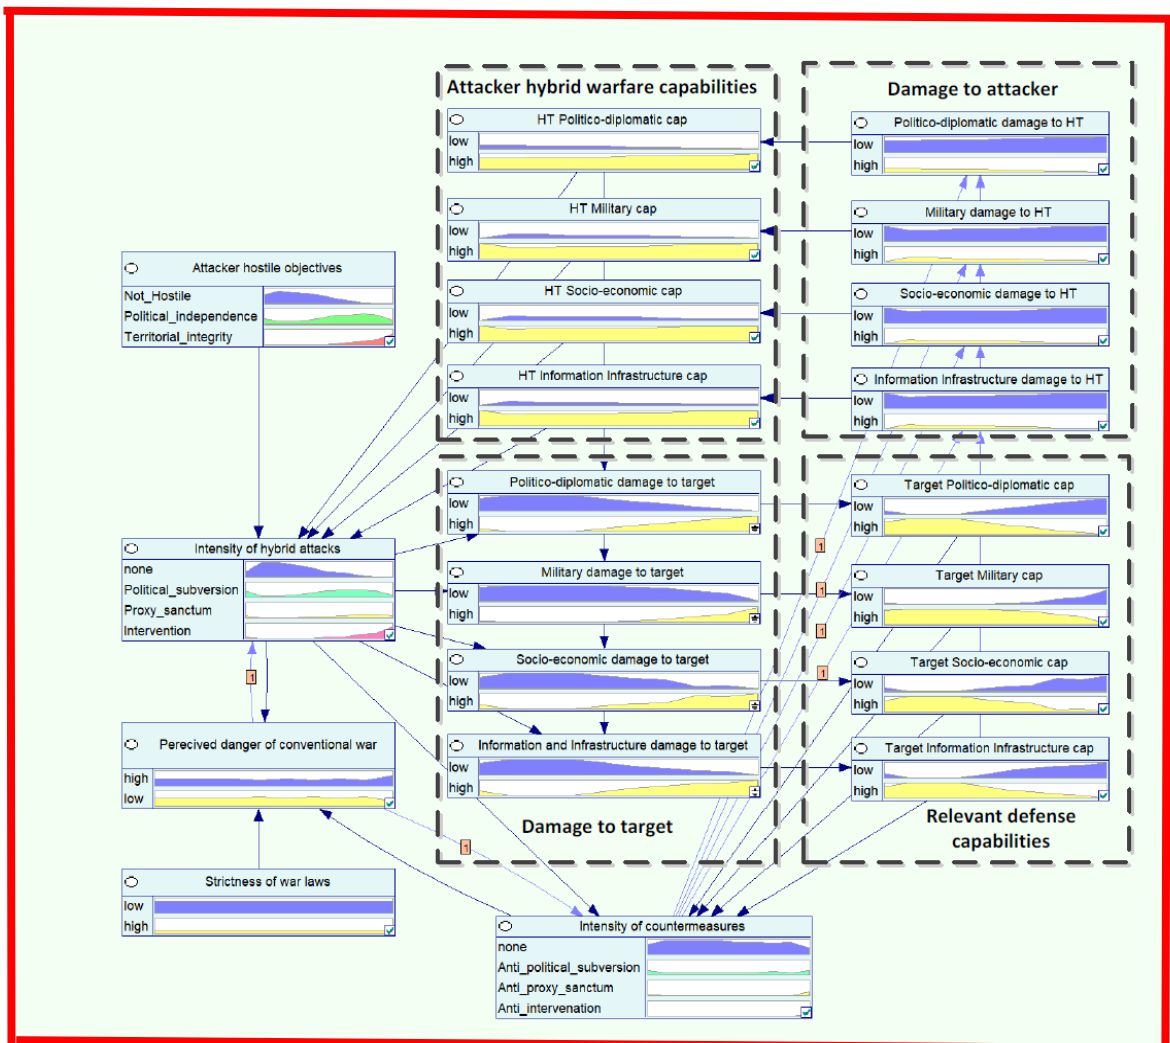 Attacker hybrid warfare capabilities
HT Politico-diplomatic cap
low
high
HT Military cap
low
high
HT Socio-economic cap
low
high
HT Information Infrastructure cap
low
high
Damage to attacker
Politico-diplomatic damage to HT
low
high
Military damage to HT
low
high
Socio-economic damage to HT
low
high
Information Infrastructure damage to HT
low
high
Attacker hostile objectives
Not_Hostile
Political_independence
Territorial_integrity
Intensity of hybrid attacks
none
Political_subversion
Proxy_sanctum
Intervention
1
Percived danger of conventional war
high
low
Strictness of war laws
low
high
Politico-diplomatic damage to target
low
high
Military damage to target
low
high
Socio-economic damage to target
low
high
Information and Infrastructure damage to target
low
high
Damage to target
1
1
1
1
1
Target Politico-diplomatic cap
low
high
Target Military cap
low
high
Target Socio-economic cap
low
high
Target Information Infrastructure cap
low
high
Relevant defense
capabilities
Intensity of countermeasures
none
Anti_political_subversion
Anti_proxy_sanctum
Anti_intervenation